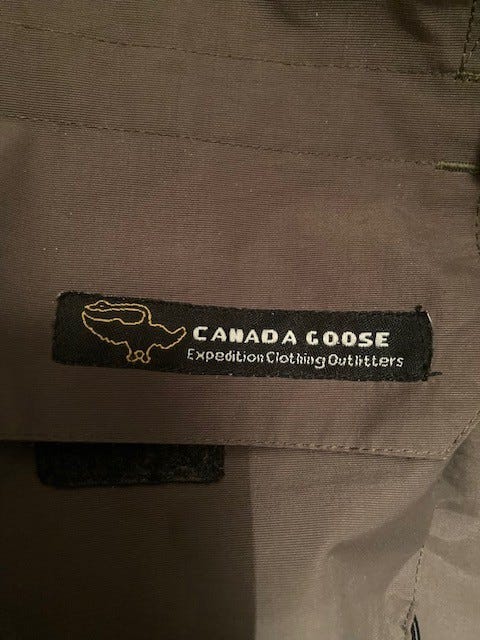 CANADA GOOSE
Expedition Clothing Outfitters